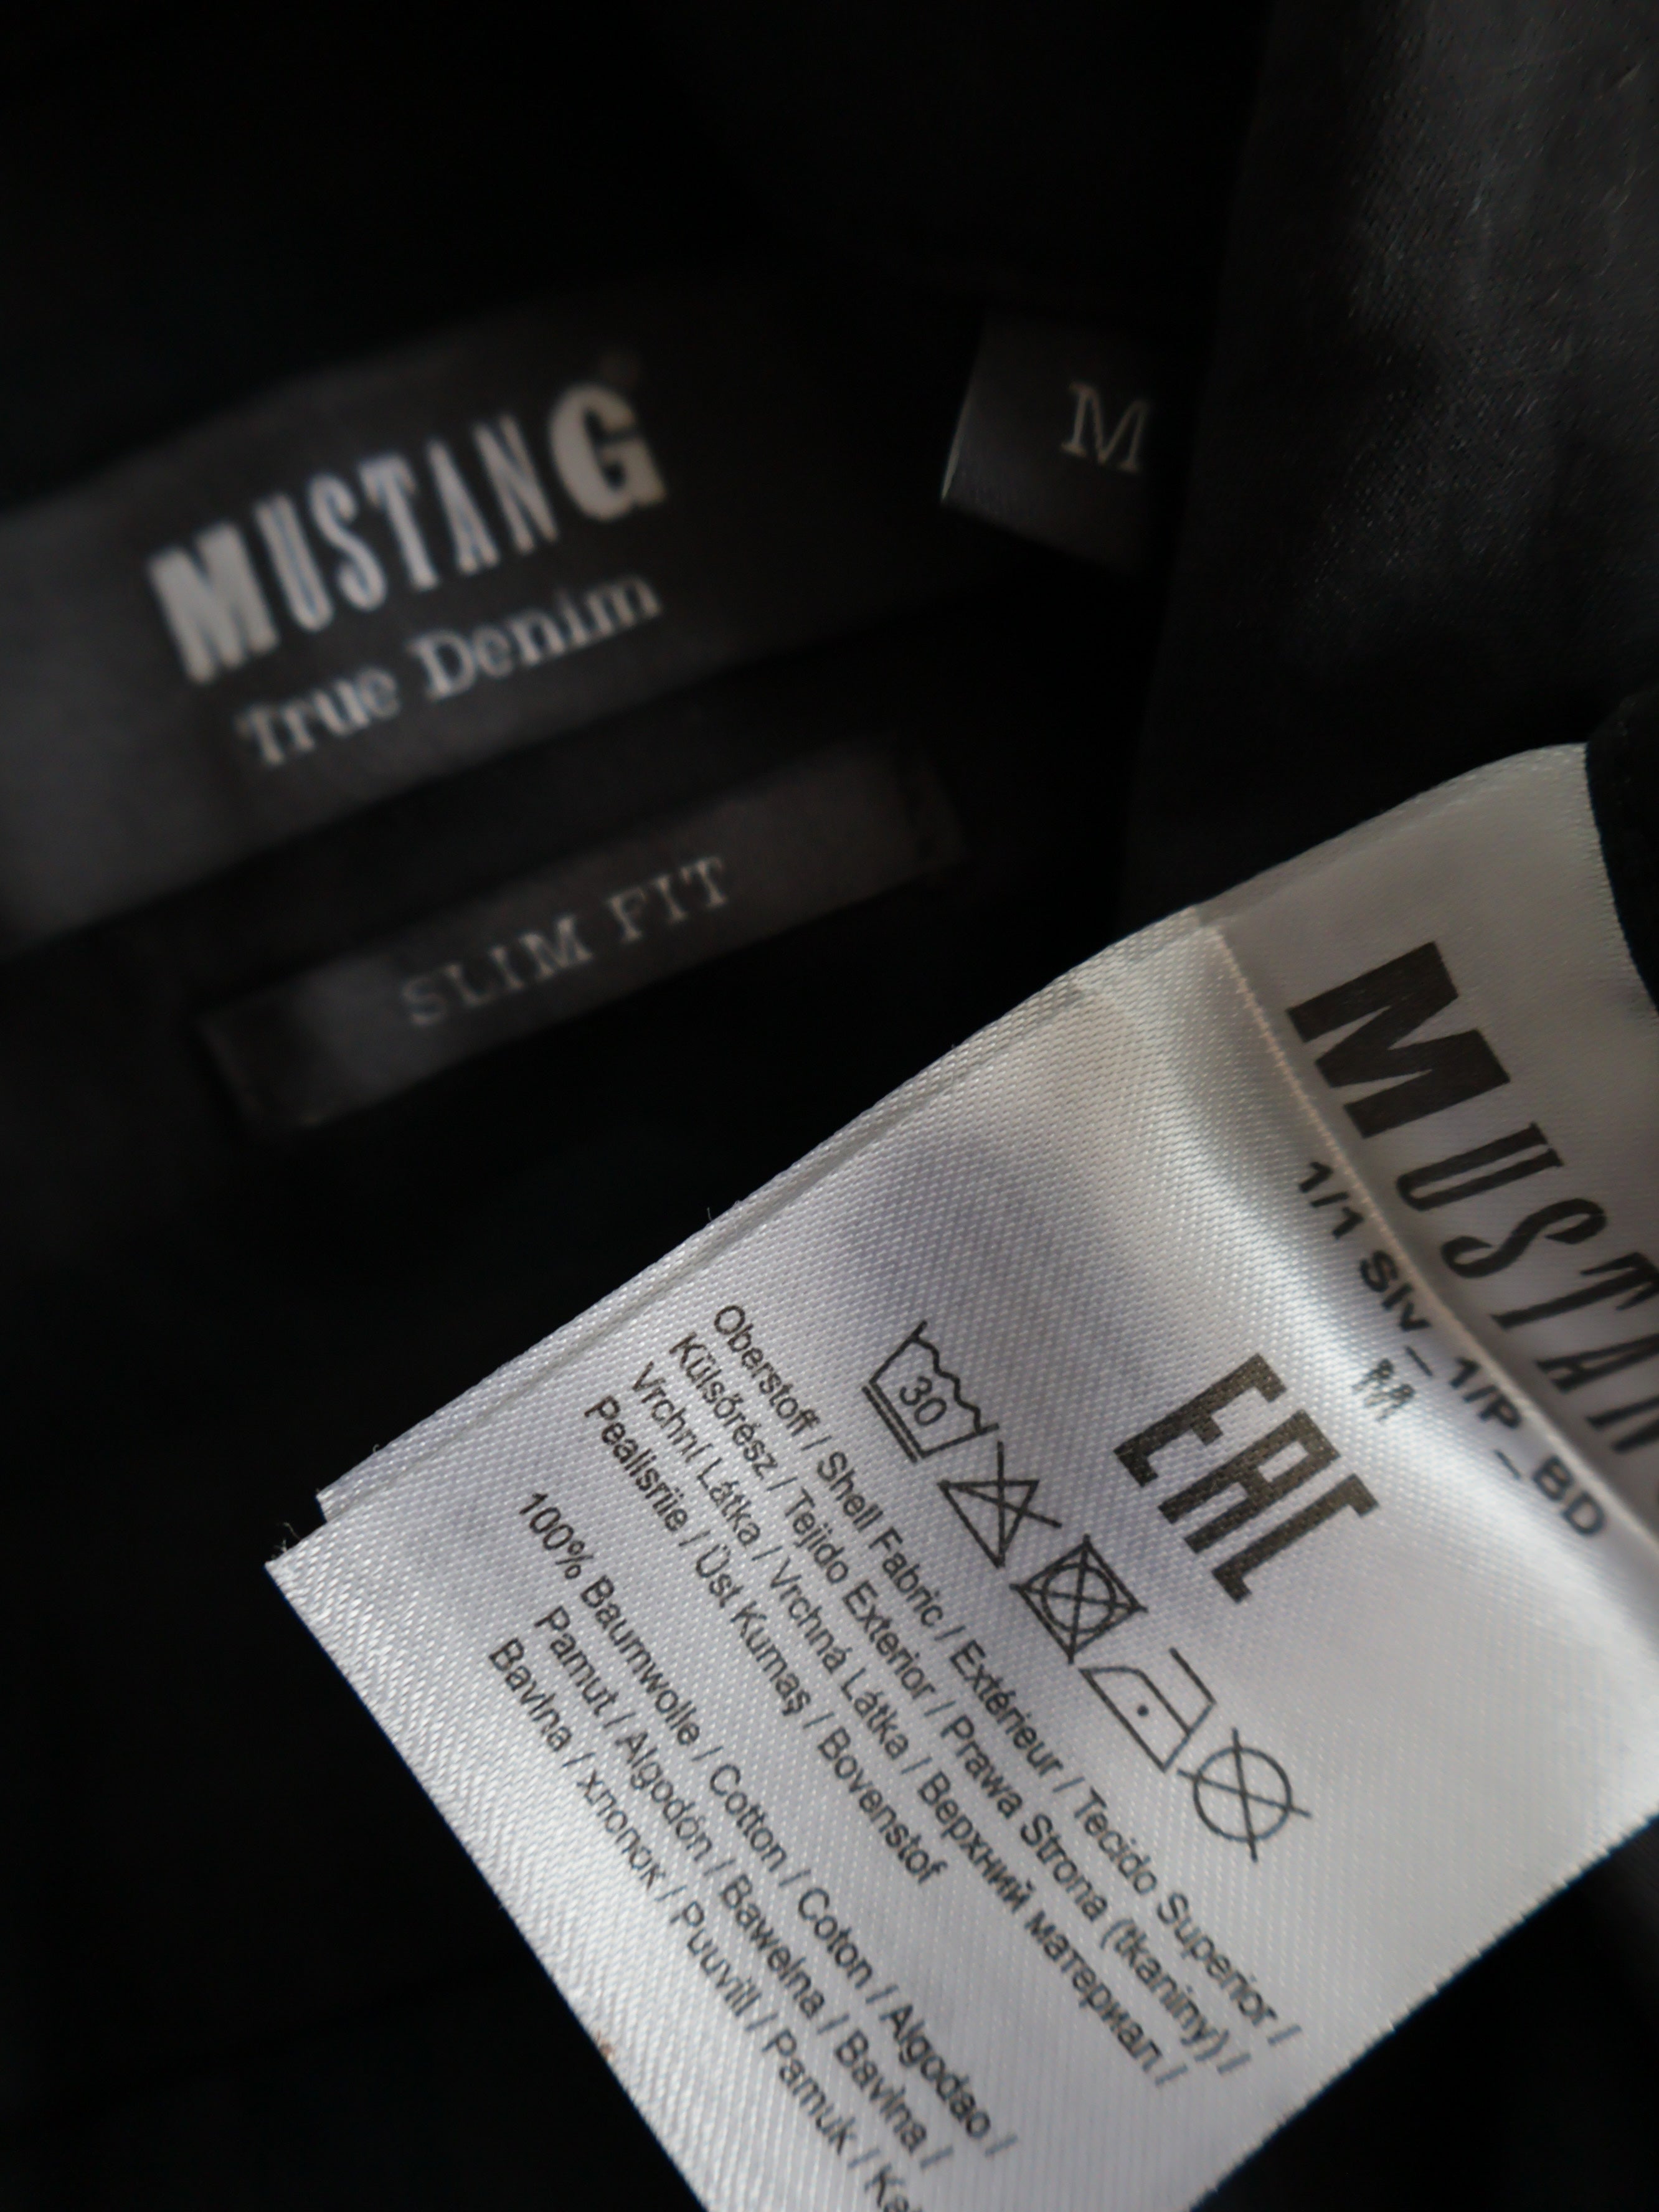 MUSTANG
True Denim
M
SLIM FIT
MUSTAN
1/1 Slv_1/P_BD
M
EAC
30
Oberstoff / Shell Fabric / Extérieur / Tecido Superior /
Külsőrész / Tejido Exterior / Prawa Strona (tkaniny) /
Vrchní Látka / Vrchná Látka / Верхний материал /
Pealisriie / Üst Kumaş / Bovenstof
100% Baumwolle / Cotton / Coton / Algodao /
Pamut / Algodón / Bawelna / Bavlna /
Bavlna / хлопок / Puuvill / Pamuk /